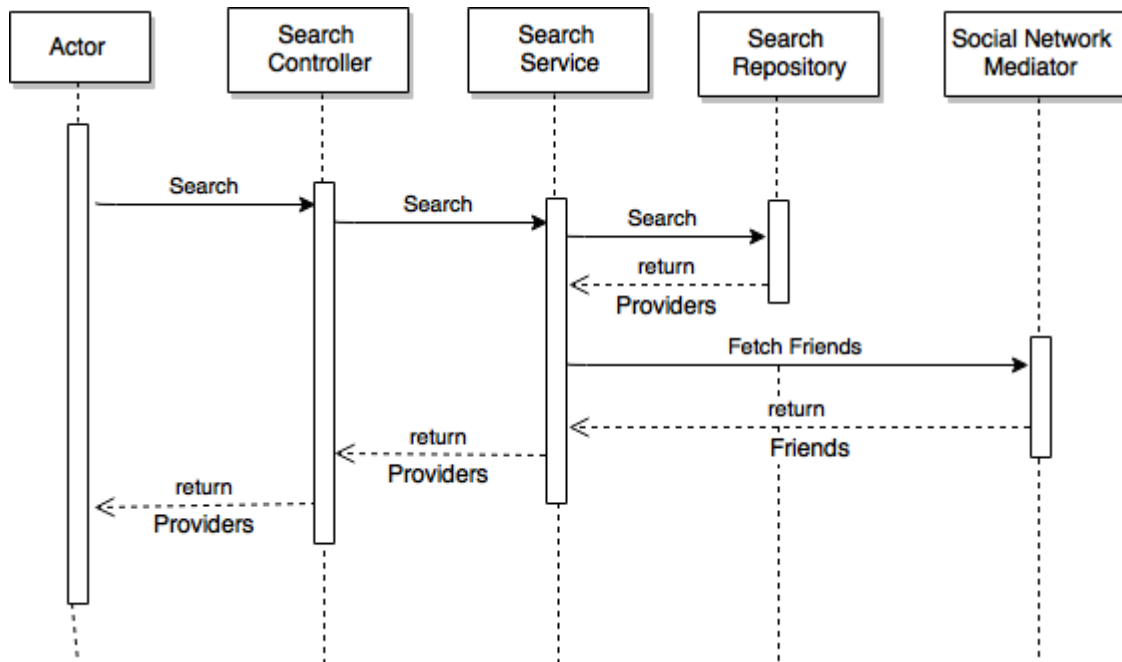 Actor
Search
Controller
Search
Service
Search
Repository
Social Network
Mediator
Search
Search
Search
return
Providers
Fetch Friends
return
Friends
return
Providers
return
Providers